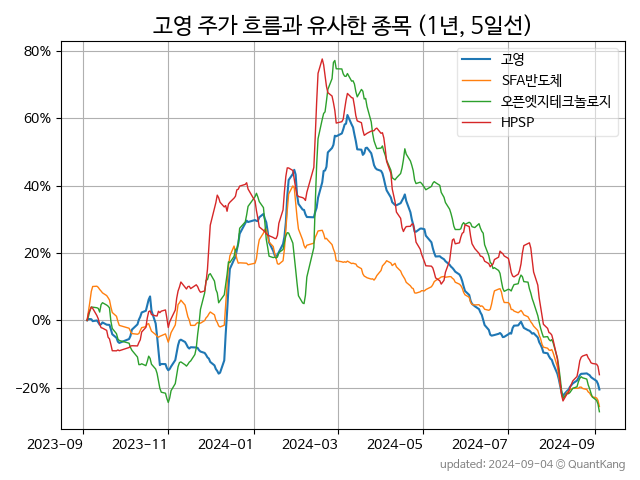 고영 주가 흐름과 유사한 종목 (1년, 5일선)
고영
SFA반도체
오픈엣지테크놀로지
HPSP
80%
60%
40%
20%
0%
−20%
2023-09
2023-11
2024-01
2024-03
2024-05
2024-07
2024-09
updated: 2024-09-04 © QuantKang